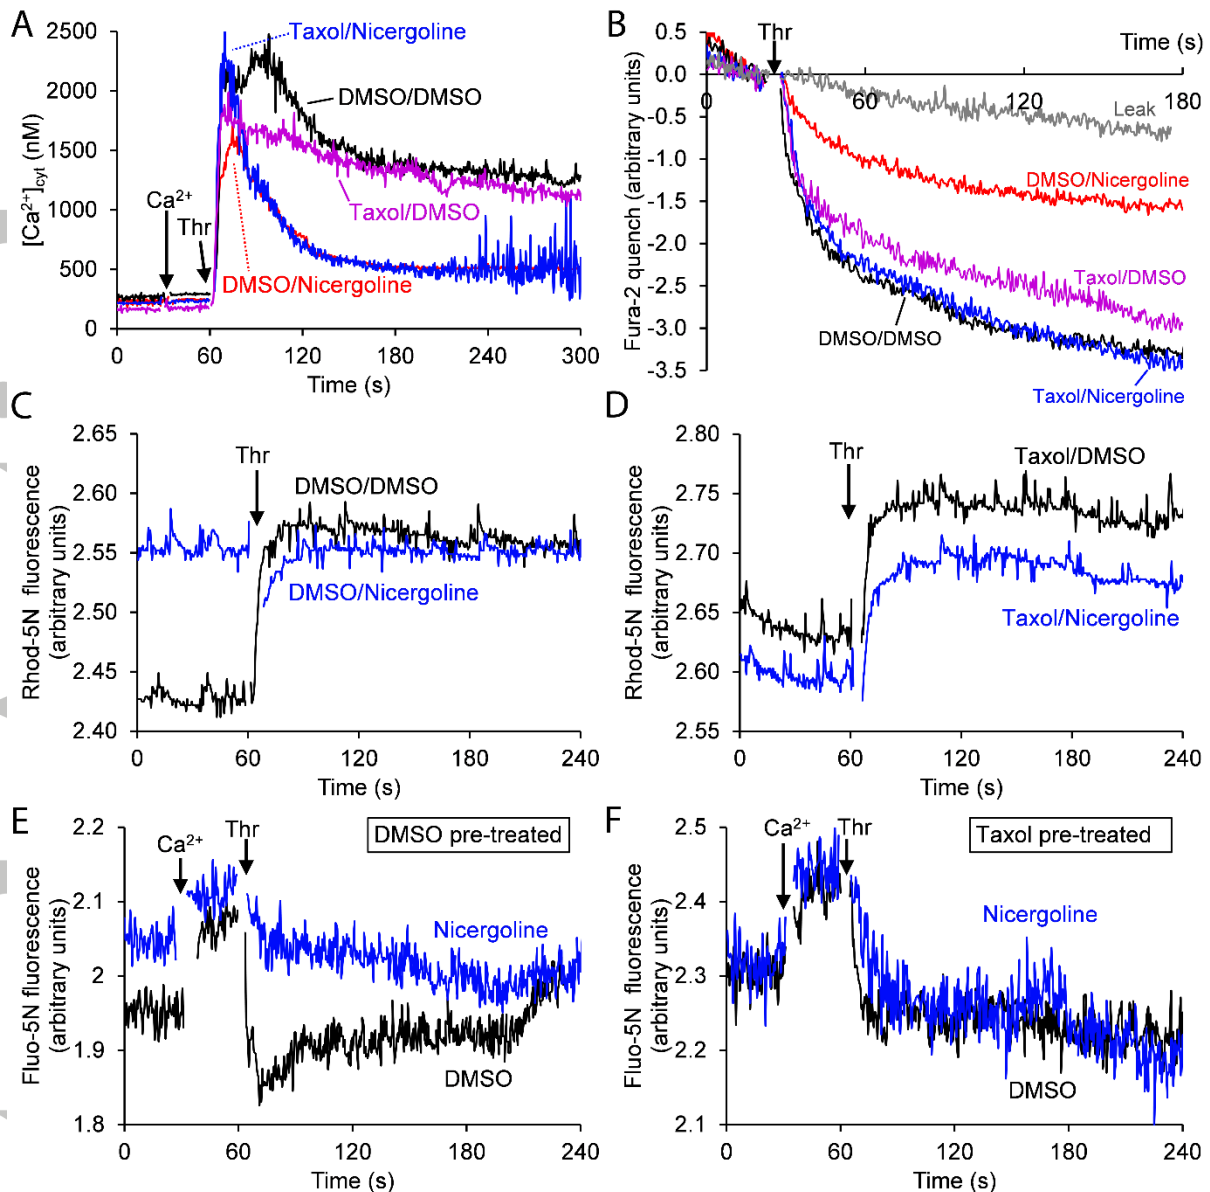 A
[Ca²⁺]cyt (nM)
2500
2000
1500
1000
500
0
0 60 120 180 240 300
Time (s)
Ca²⁺
Thr
Taxol/Nicergoline
DMSO/DMSO
Taxol/DMSO
DMSO/Nicergoline
B
Fura-2 quench (arbitrary units)
0.5
0.0
-0.5
-1.0
-1.5
-2.0
-2.5
-3.0
-3.5
Thr
Time (s)
0 60 120 180
Leak
DMSO/Nicergoline
Taxol/DMSO
DMSO/DMSO
Taxol/Nicergoline
C
Rhod-5N fluorescence
(arbitrary units)
2.65
2.60
2.55
2.50
2.45
2.40
0 60 120 180 240
Time (s)
Thr
DMSO/DMSO
DMSO/Nicergoline
D
Rhod-5N fluorescence
(arbitrary units)
2.80
2.75
2.70
2.65
2.60
2.55
0 60 120 180 240
Time (s)
Thr
Taxol/DMSO
Taxol/Nicergoline
E
Fluo-5N fluorescence
(arbitrary units)
2.2
2.1
2
1.9
1.8
0 60 120 180 240
Time (s)
Ca²⁺
Thr
DMSO pre-treated
Nicergoline
DMSO
F
Fluo-5N fluorescence
(arbitrary units)
2.5
2.4
2.3
2.2
2.1
0 60 120 180 240
Time (s)
Ca²⁺
Thr
Taxol pre-treated
Nicergoline
DMSO